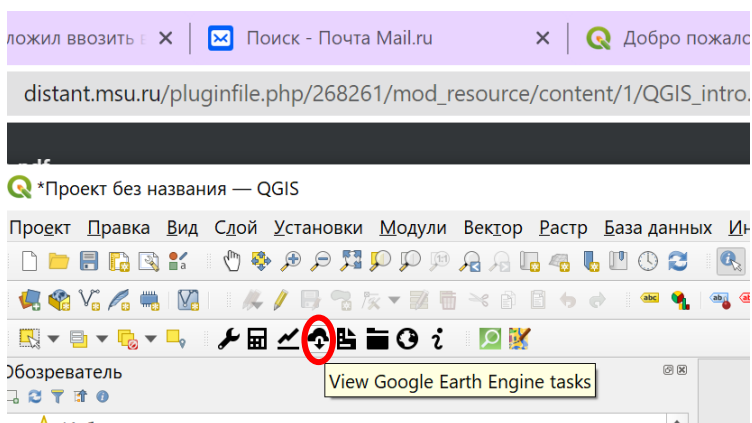 ложил ввозить в
Поиск - Почта Mail.ru
Добро пожало
distant.msu.ru/pluginfile.php/268261/mod_resource/content/1/QGIS_intro.
*Проект без названия — QGIS
Проект Правка Вид Слой Установки Модули Вектор Растр База данных Ин
abc
View Google Earth Engine tasks
Обозреватель